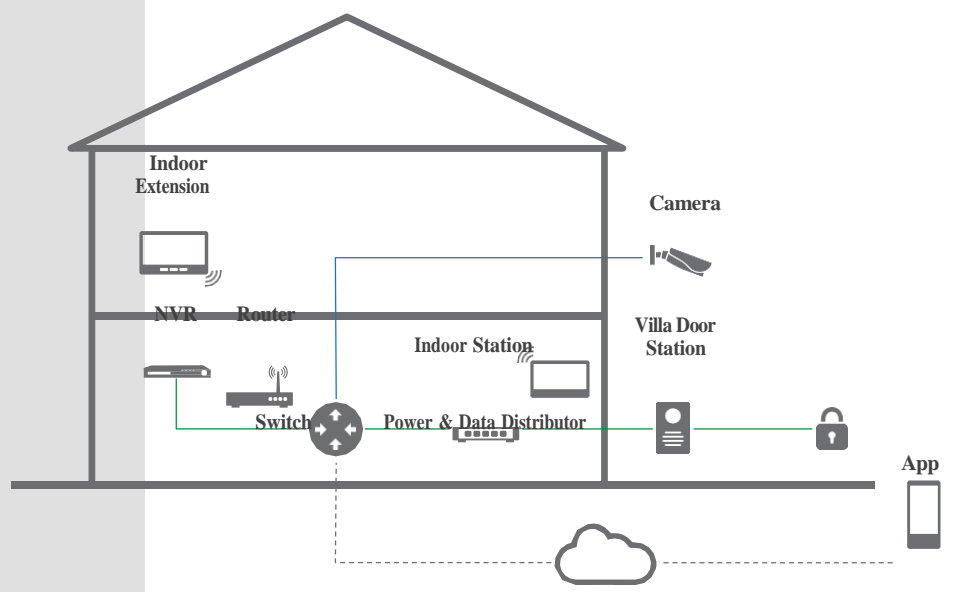 Indoor
Extension
Camera
NVR
Router
Villa Door
Station
Indoor Station
Switch
Power & Data Distributor
App